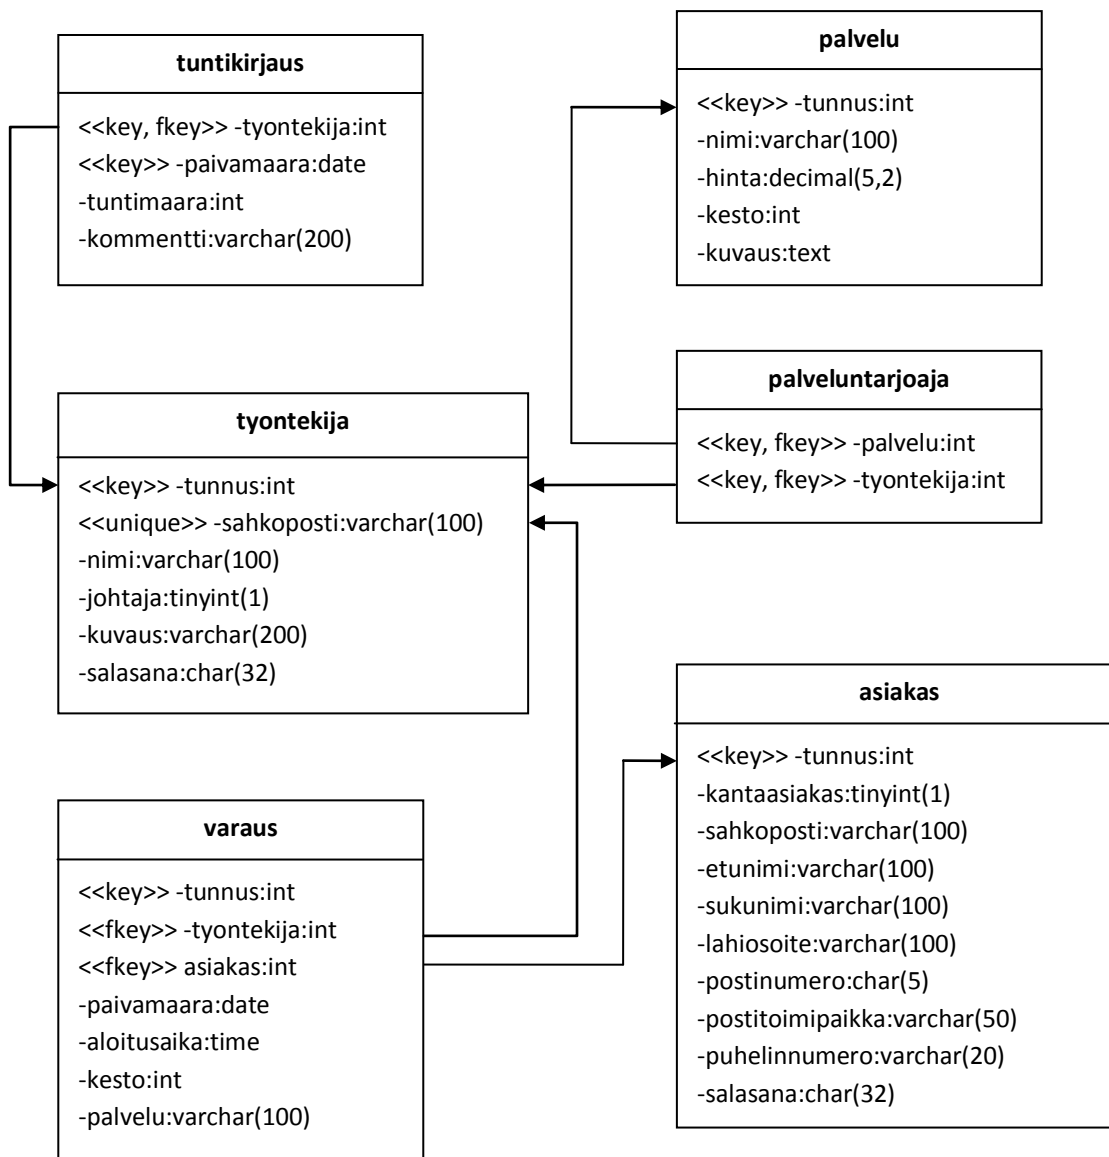 tuntikirjaus
<<key, fkey>> -tyontekija:int
<<key>> -paivamaara:date
-tuntimaara:int
-kommentti:varchar(200)
palvelu
<<key>> -tunnus:int
-nimi:varchar(100)
-hinta:decimal(5,2)
-kesto:int
-kuvaus:text
palveluntarjoaja
<<key, fkey>> -palvelu:int
<<key, fkey>> -tyontekija:int
tyontekija
<<key>> -tunnus:int
<<unique>> -sahkoposti:varchar(100)
-nimi:varchar(100)
-johtaja:tinyint(1)
-kuvaus:varchar(200)
-salasana:char(32)
asiakas
<<key>> -tunnus:int
-kantaasiakas:tinyint(1)
-sahkoposti:varchar(100)
-etunimi:varchar(100)
-sukunimi:varchar(100)
-lahiosoite:varchar(100)
-postinumero:char(5)
-postitoimipaikka:varchar(50)
-puhelinnumero:varchar(20)
-salasana:char(32)
varaus
<<key>> -tunnus:int
<<fkey>> -tyontekija:int
<<fkey>> asiakas:int
-paivamaara:date
-aloitusaika:time
-kesto:int
-palvelu:varchar(100)